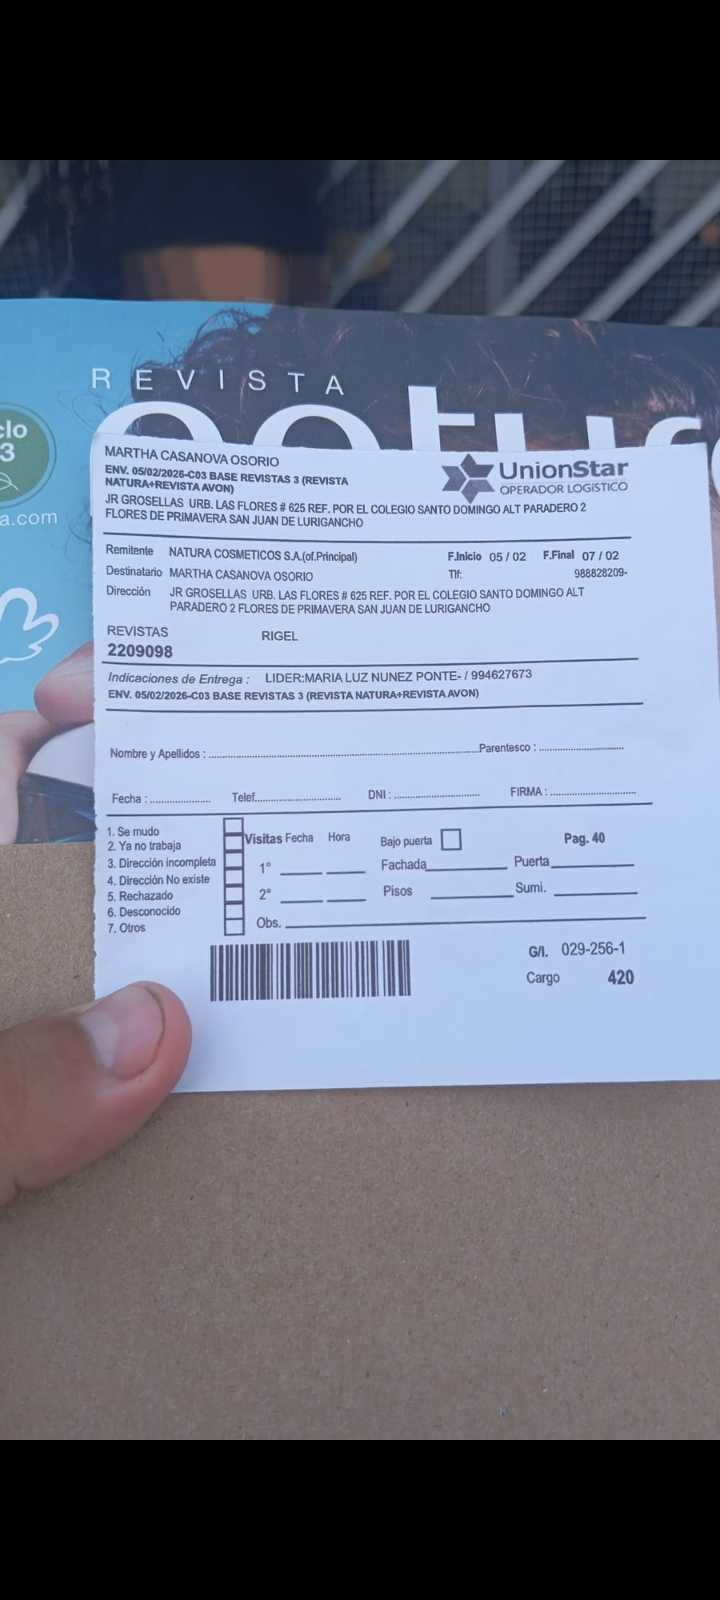 REVISTA
clo
3
a.com
MARTHA CASANOVA OSORIO
ENV. 05/02/2026-C03 BASE REVISTAS 3 (REVISTA
NATURA+REVISTA AVON)
UnionStar
OPERADOR LOGISTICO
JR GROSELLAS URB. LAS FLORES # 625 REF. POR EL COLEGIO SANTO DOMINGO ALT PARADERO 2
FLORES DE PRIMAVERA SAN JUAN DE LURIGANCHO
Remitente NATURA COSMETICOS S.A.(of.Principal) F.Inicio 05 / 02 F.Final 07 / 02
Destinatario MARTHA CASANOVA OSORIO Tlf: 988828209-
Dirección JR GROSELLAS URB. LAS FLORES # 625 REF. POR EL COLEGIO SANTO DOMINGO ALT
PARADERO 2 FLORES DE PRIMAVERA SAN JUAN DE LURIGANCHO
REVISTAS RIGEL
2209098
Indicaciones de Entrega : LIDER:MARIA LUZ NUNEZ PONTE- / 994627673
ENV. 05/02/2026-C03 BASE REVISTAS 3 (REVISTA NATURA+REVISTA AVON)
Nombre y Apellidos : Parentesco :
Fecha : Telef. DNI : FIRMA :
1. Se mudo
2. Ya no trabaja
3. Dirección incompleta
4. Dirección No existe
5. Rechazado
6. Desconocido
7. Otros
Visitas Fecha Hora Bajo puerta Pag. 40
1° Fachada Puerta
2° Pisos Sumi.
Obs.
G/I. 029-256-1
Cargo 420